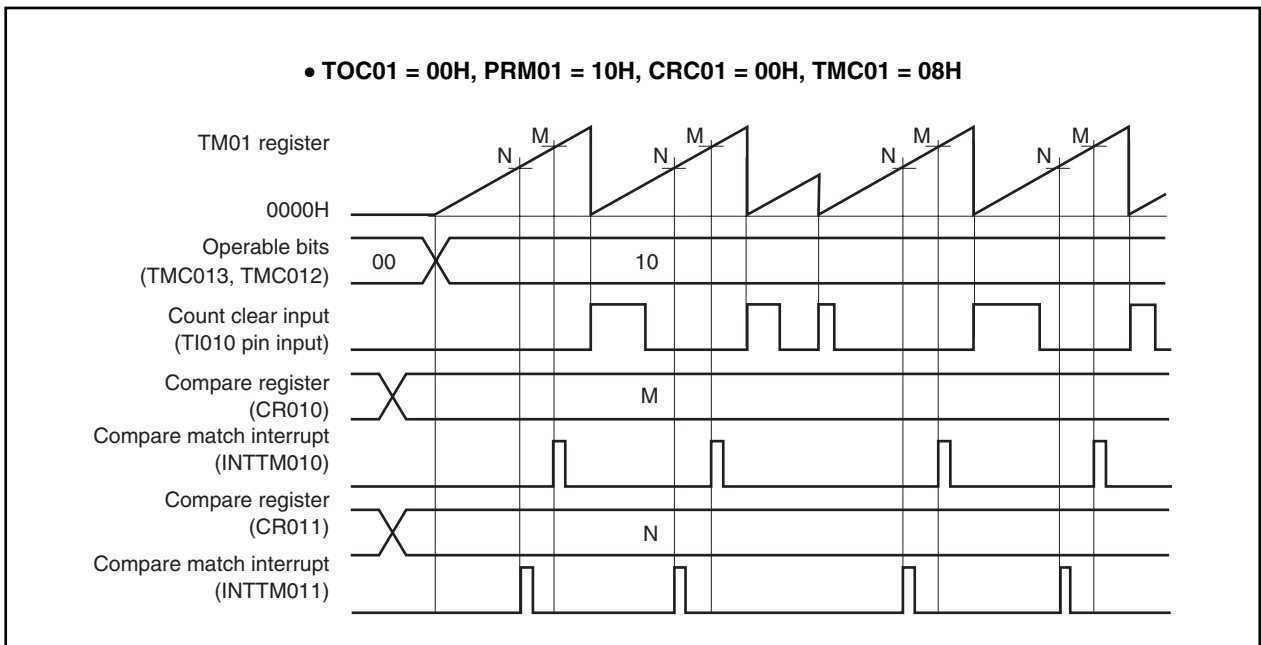 • TOC01 = 00H, PRM01 = 10H, CRC01 = 00H, TMC01 = 08H
TM01 register
N M N M N M N M
0000H
Operable bits
(TMC013, TMC012)
00 10
Count clear input
(TI010 pin input)
Compare register
(CR010)
M
Compare match interrupt
(INTTM010)
Compare register
(CR011)
N
Compare match interrupt
(INTTM011)